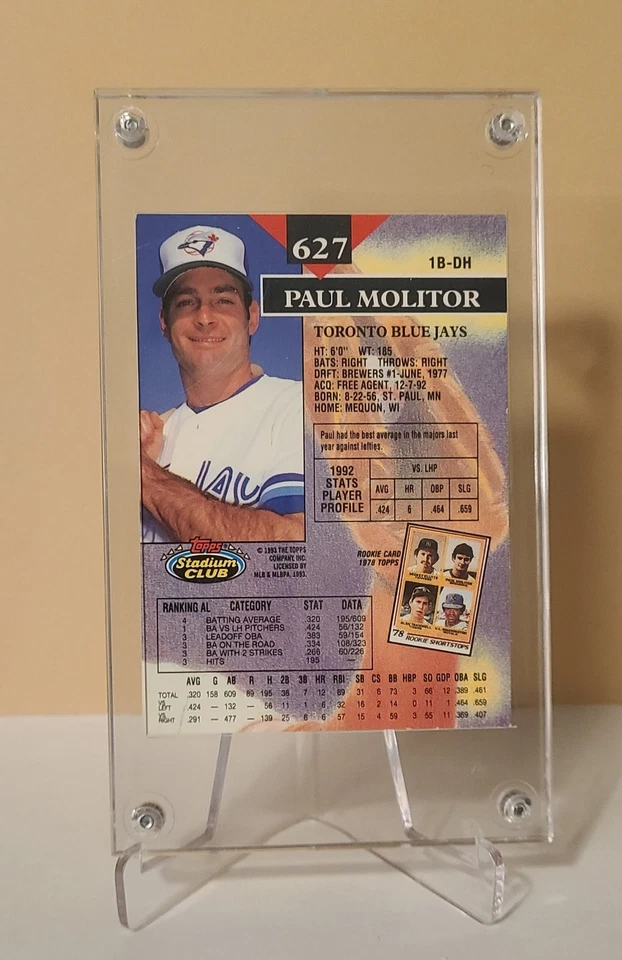 627
1B-DH
PAUL MOLITOR
TORONTO BLUE JAYS
HT: 6'0" WT: 185
BATS: RIGHT THROWS: RIGHT
DRFT: BREWERS #1-JUNE, 1977
ACQ: FREE AGENT, 12-7-92
BORN: 8-22-56, ST. PAUL, MN
HOME: MEQUON, WI
Paul had the best average in the majors last
year against lefties.
1992
STATS
PLAYER
PROFILE
VS. LHP
AVG HR OBP SLG
.424 6 .464 .659
Topps
Stadium
CLUB
© 1993 THE TOPPS
COMPANY, INC.
LICENSED BY
MLB & MLBPA, 1993.
ROOKIE CARD
1978 TOPPS
'78 ROOKIE SHORTSTOPS
RANKING AL CATEGORY STAT DATA
4 BATTING AVERAGE .320 195/609
1 BA VS LH PITCHERS .424 56/132
3 LEADOFF OBA .383 59/154
3 BA ON THE ROAD .334 108/323
3 BA WITH 2 STRIKES .266 60/226
3 HITS 195 —
AVG G AB R H 2B 3B HR RBI SB CS BB HBP SO GDP OBA SLG
TOTAL .320 158 609 89 195 36 7 12 89 31 6 73 3 66 12 .389 .461
VS. LEFT .424 — 132 — 56 11 1 6 32 16 2 14 0 11 1 .464 .659
VS. RIGHT .291 — 477 — 139 25 6 6 57 15 4 59 3 55 11 .369 .407